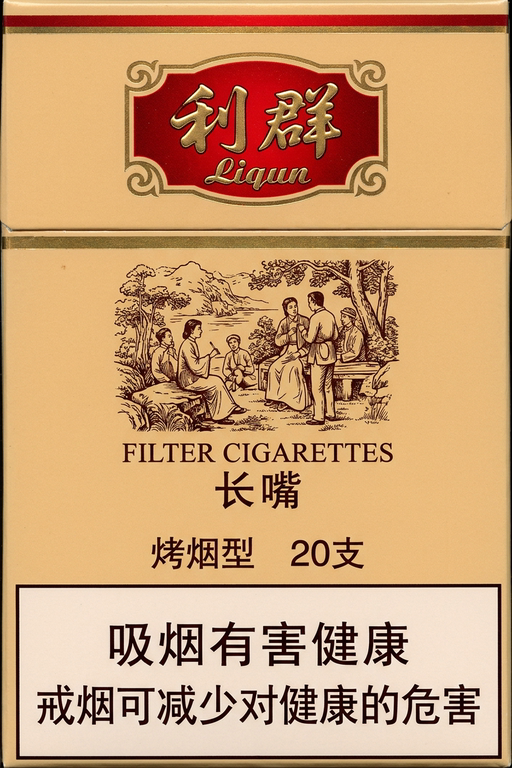 利群
Liqun
FILTER CIGARETTES
长嘴
烤烟型 20支
吸烟有害健康
戒烟可减少对健康的危害